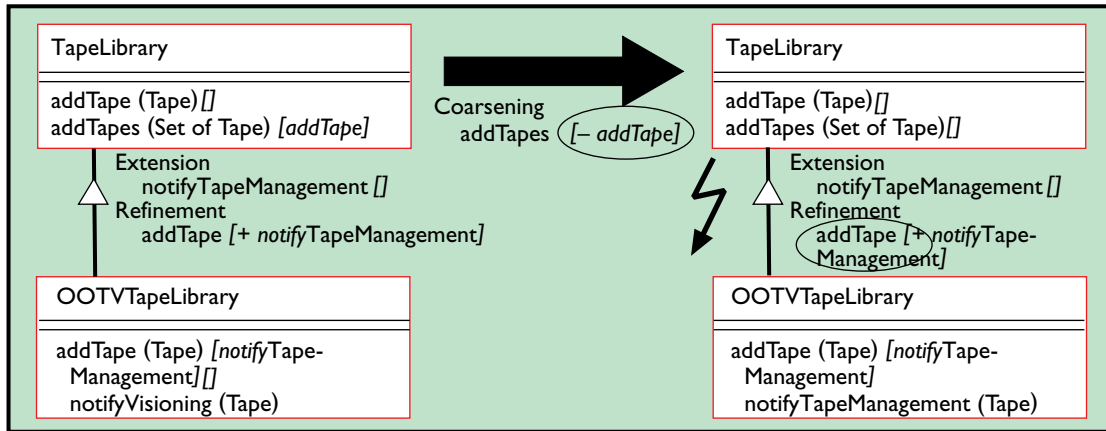 TapeLibrary
addTape (Tape) []
addTapes (Set of Tape) [addTape]
Extension
notifyTapeManagement []
Refinement
addTape [+ notifyTapeManagement]
OOTVTapeLibrary
addTape (Tape) [notifyTape-
Management][]
notifyVisioning (Tape)
Coarsening
addTapes [– addTape]
TapeLibrary
addTape (Tape)[]
addTapes (Set of Tape)[]
Extension
notifyTapeManagement []
Refinement
addTape [+ notifyTape-
Management]
OOTVTapeLibrary
addTape (Tape) [notifyTape-
Management]
notifyTapeManagement (Tape)